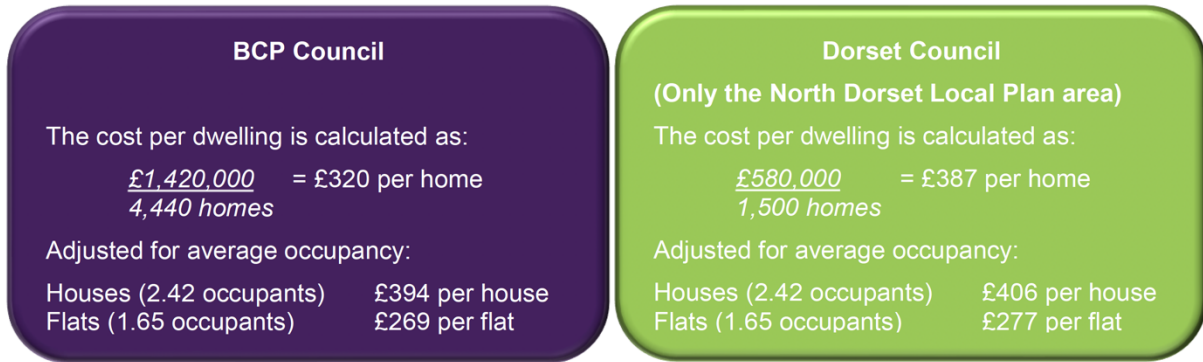 BCP Council
The cost per dwelling is calculated as:
£1,420,000 = £320 per home
4,440 homes
Adjusted for average occupancy:
Houses (2.42 occupants) £394 per house
Flats (1.65 occupants) £269 per flat
Dorset Council
(Only the North Dorset Local Plan area)
The cost per dwelling is calculated as:
£580,000 = £387 per home
1,500 homes
Adjusted for average occupancy:
Houses (2.42 occupants) £406 per house
Flats (1.65 occupants) £277 per flat